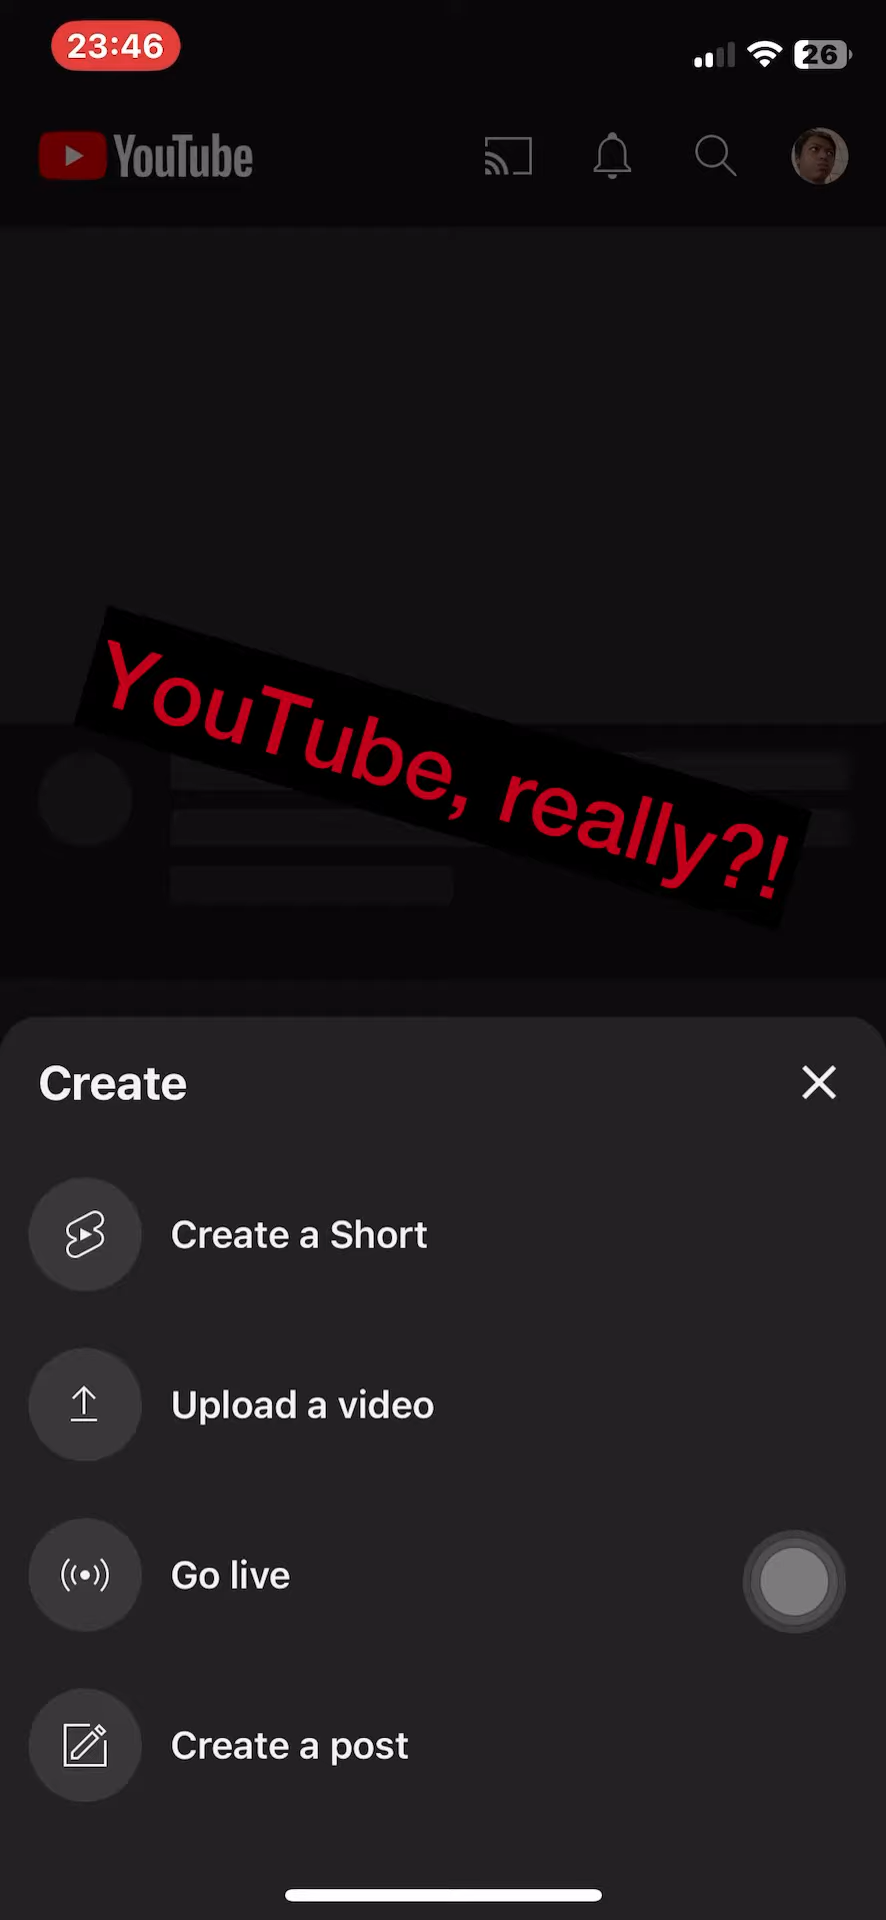 23:46
26
YouTube
YouTube, really?!
Create
Create a Short
Upload a video
Go live
Create a post